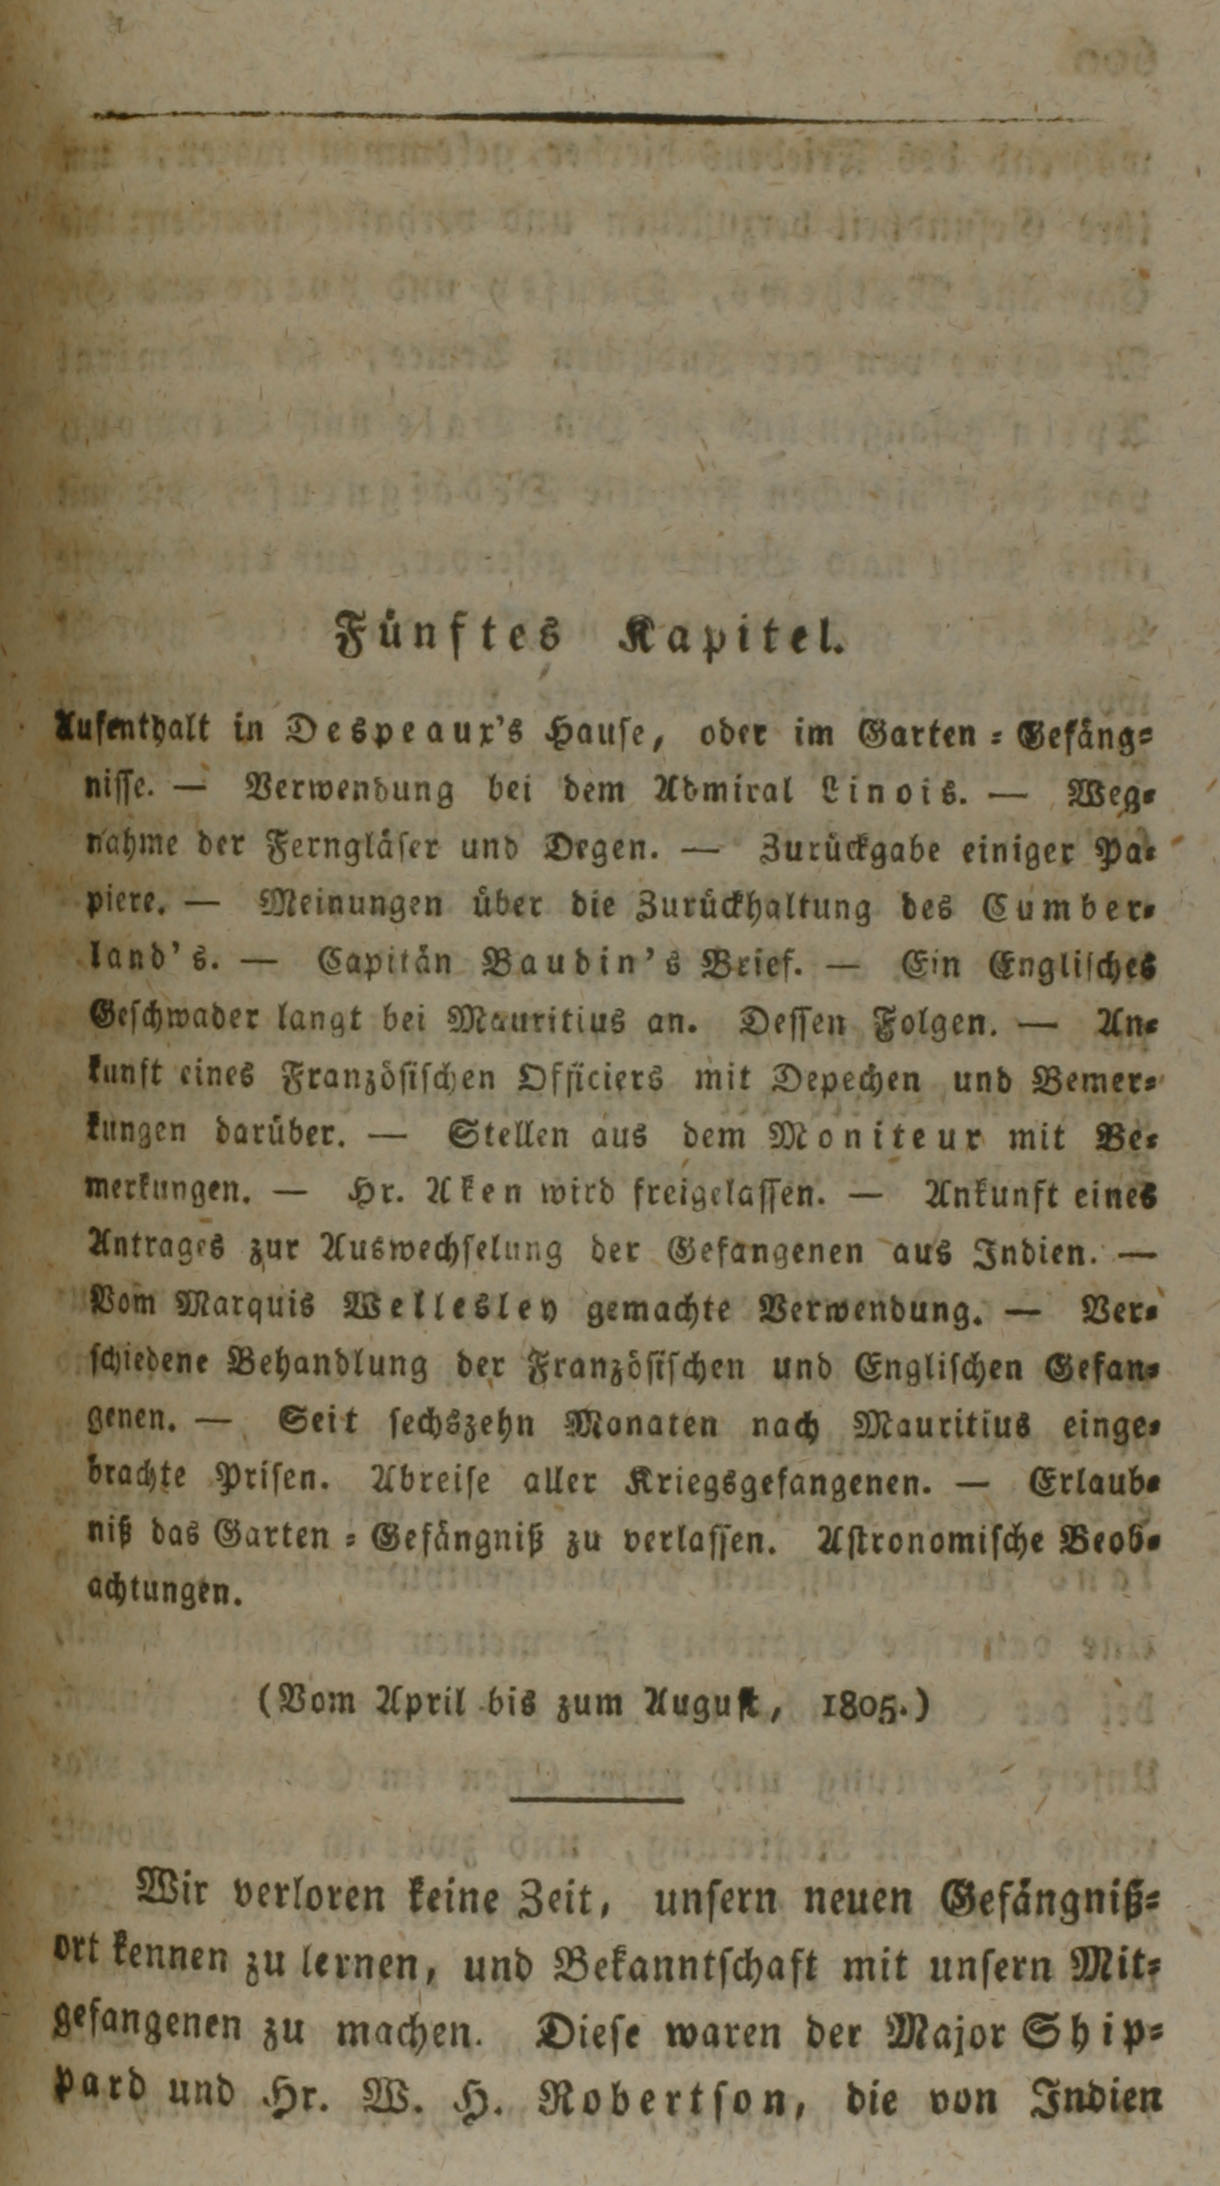 Fünftes Kapitel.
Aufenthalt in Despeaux's Hause, oder im Garten-Gefäng-
nisse. — Verwendung bei dem Admiral Linois. — Weg-
nahme der Ferngläser und Degen. — Zurückgabe einiger Pa-
piere. — Meinungen über die Zurückhaltung des Cumber-
land's. — Capitän Baudin's Brief. — Ein Englisches
Geschwader langt bei Mauritius an. Dessen Folgen. — An-
kunft eines Französischen Officiers mit Depechen und Bemer-
kungen darüber. — Stellen aus dem Moniteur mit Be-
merkungen. — Hr. Aken wird freigelassen. — Ankunft eines
Antrages zur Auswechselung der Gefangenen aus Indien. —
Vom Marquis Wellesley gemachte Verwendung. — Ver-
schiedene Behandlung der Französischen und Englischen Gefan-
genen. — Seit sechszehn Monaten nach Mauritius einge-
brachte Prisen. Abreise aller Kriegsgefangenen. — Erlaub-
niß das Garten-Gefängniß zu verlassen. Astronomische Beob-
achtungen.
(Vom April bis zum August, 1805.)
Wir verloren keine Zeit, unsern neuen Gefängniß-
ort kennen zu lernen, und Bekanntschaft mit unsern Mit-
gefangenen zu machen. Diese waren der Major Ship-
pard und Hr. W. H. Robertson, die von Indien